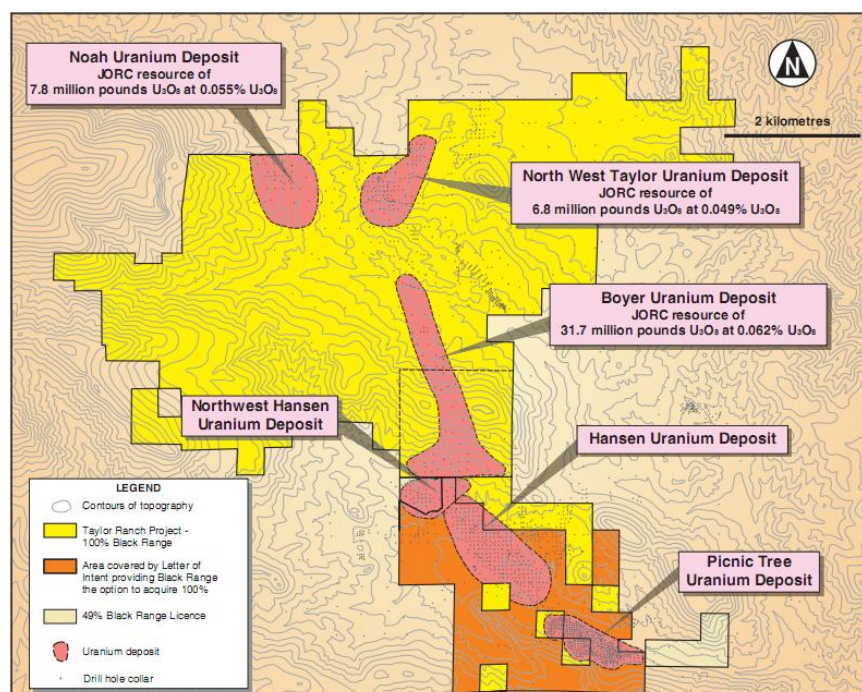 Noah Uranium Deposit
JORC resource of
7.8 million pounds U₃O₈ at 0.055% U₃O₈
N
2 kilometres
North West Taylor Uranium Deposit
JORC resource of
6.8 million pounds U₃O₈ at 0.049% U₃O₈
Boyer Uranium Deposit
JORC resource of
31.7 million pounds U₃O₈ at 0.062% U₃O₈
Northwest Hansen
Uranium Deposit
Hansen Uranium Deposit
Picnic Tree
Uranium Deposit
LEGEND
Contours of topography
Taylor Ranch Project -
100% Black Range
Area covered by Letter of
Intent providing Black Range
the option to acquire 100%
49% Black Range Licence
Uranium deposit
Drill hole collar